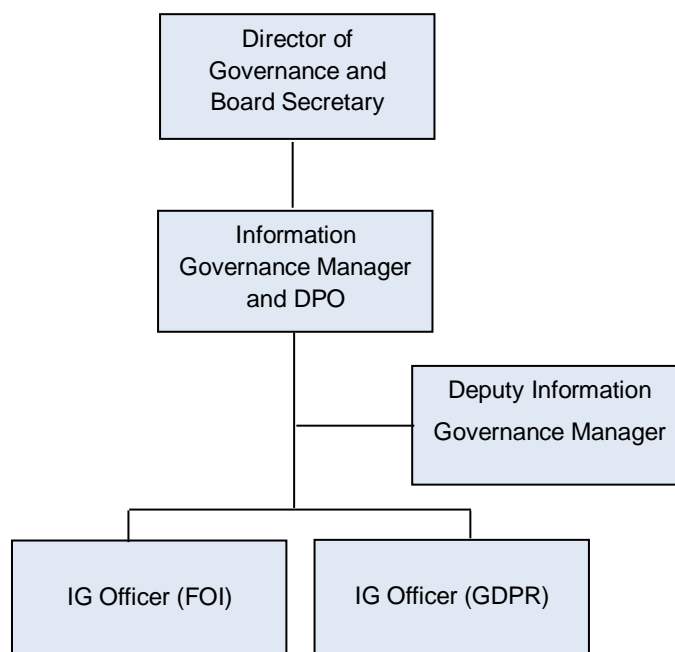 Director of
Governance and
Board Secretary
Information
Governance Manager
and DPO
Deputy Information
Governance Manager
IG Officer (FOI)
IG Officer (GDPR)